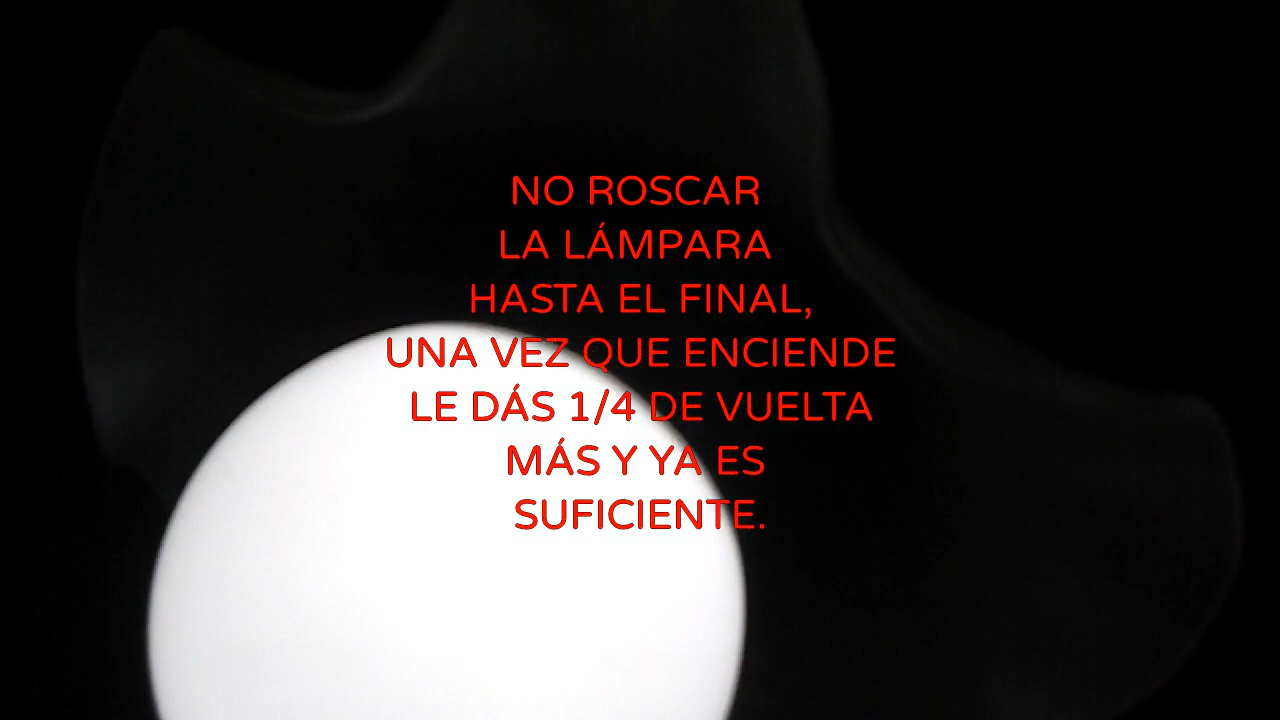 NO ROSCAR
LA LÁMPARA
HASTA EL FINAL,
UNA VEZ QUE ENCIENDE
LE DÁS 1/4 DE VUELTA
MÁS Y YA ES
SUFICIENTE.